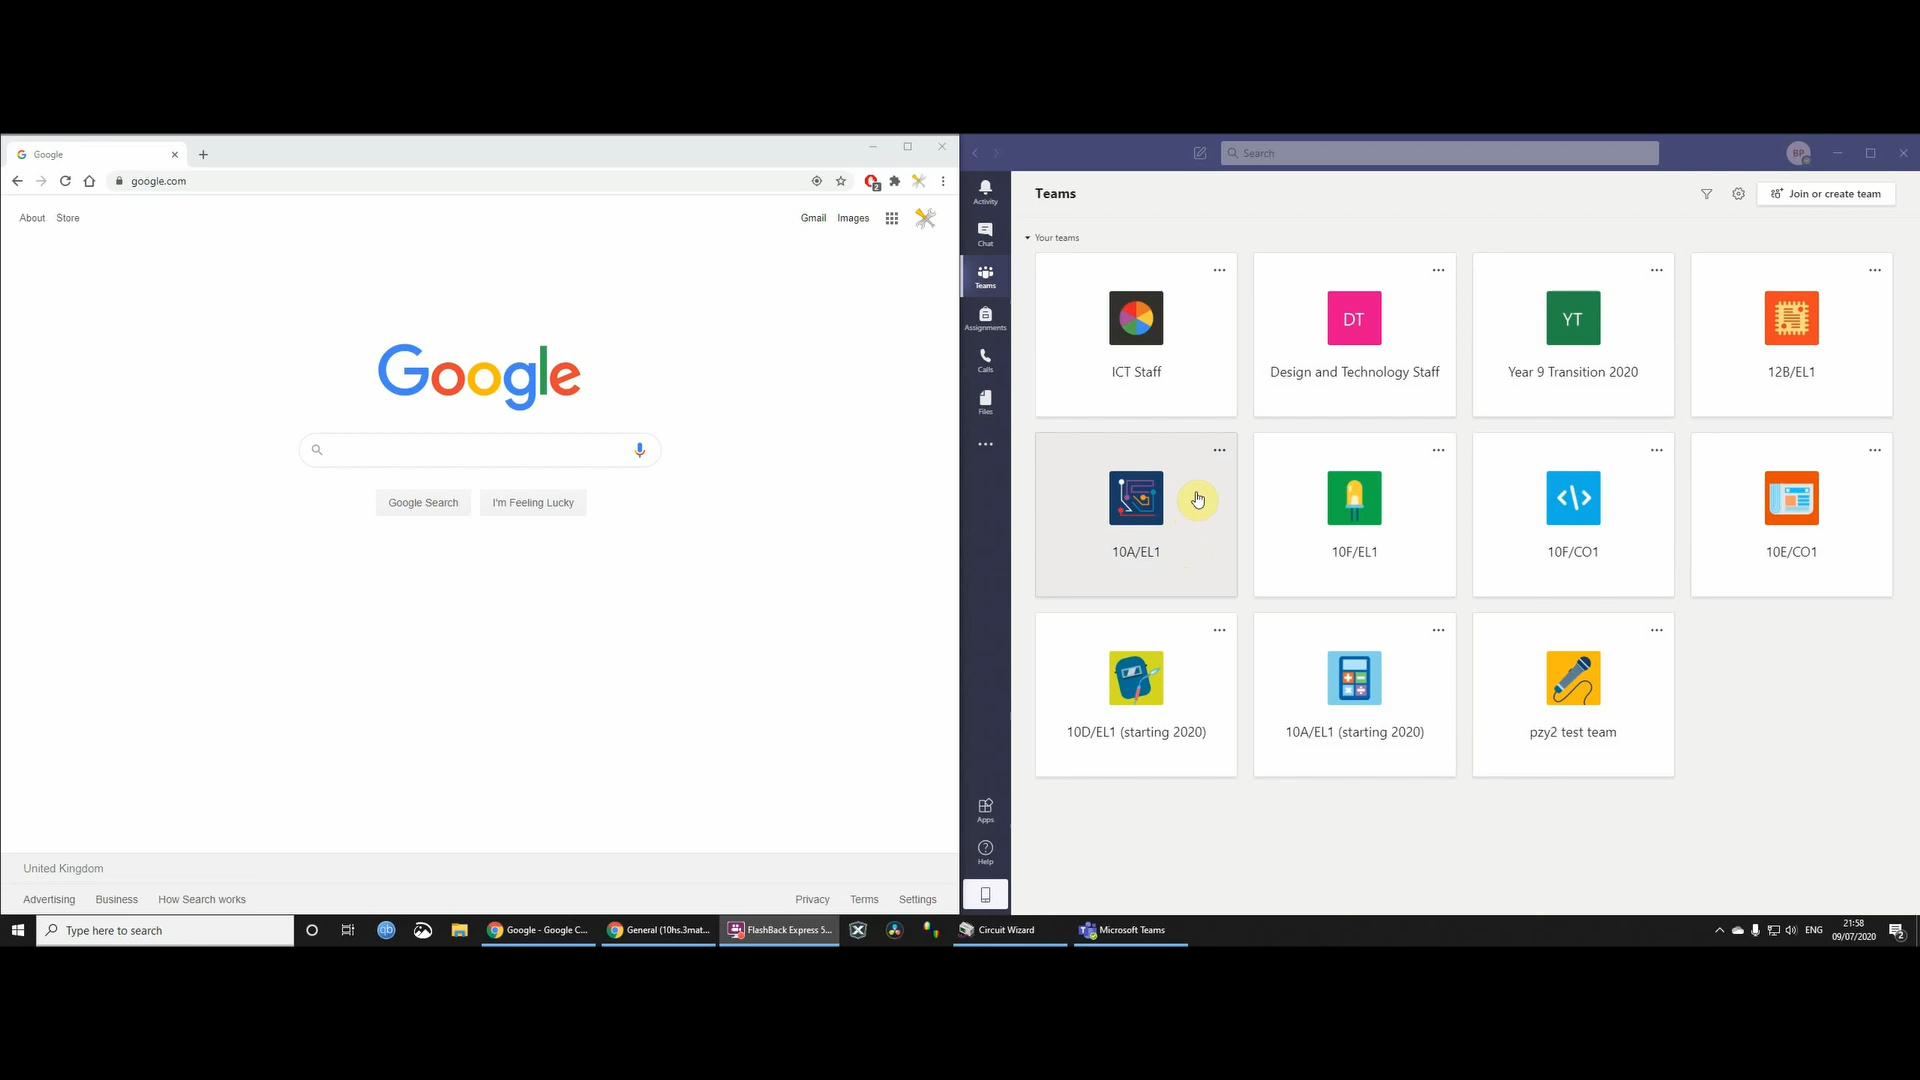 Google
google.com
About Store
Gmail Images
Google
Google Search I'm Feeling Lucky
United Kingdom
Advertising Business How Search works
Privacy Terms Settings
Search
BP
Activity
Chat
Teams
Assignments
Calls
Files
Apps
Help
Teams
Join or create team
Your teams
ICT Staff
DT
Design and Technology Staff
YT
Year 9 Transition 2020
12B/EL1
10A/EL1
10F/EL1
10F/CO1
10E/CO1
10D/EL1 (starting 2020)
10A/EL1 (starting 2020)
pzy2 test team
Type here to search
qb
Google - Google C...
General (10hs.3mat...
FlashBack Express 5...
Circuit Wizard
Microsoft Teams
ENG
21:58
09/07/2020
2